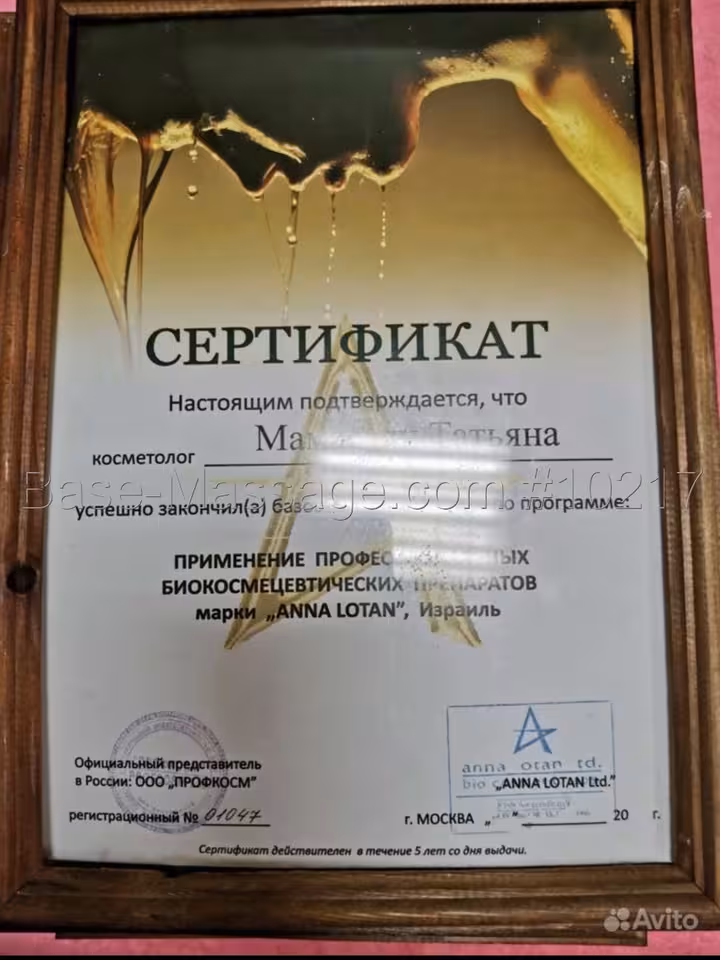 СЕРТИФИКАТ
Настоящим подтверждается, что
Татьяна
косметолог
Base-Massage.com #10217
успешно закончил(а) программе:
ПРИМЕНЕНИЕ
БИОКОСМЕЦЕВТИЧЕСКИХ ПРЕПАРАТОВ
марки „ANNA LOTAN”, Израиль
Официальный представитель
в России: ООО „ПРОФКОСМ”
регистрационный № 01047
anna otan td.
bio
„ANNA LOTAN Ltd.”
г. МОСКВА „ ” 20 г.
Сертификат действителен в течение 5 лет со дня выдачи.
Avito